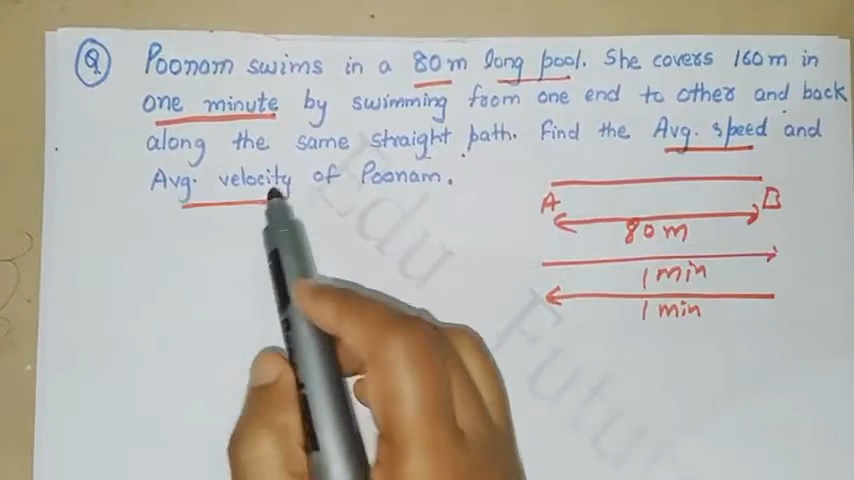 Q Poonam swims in a 80m long pool. She covers 160m in
one minute by swimming from one end to other and back
along the same straight path. Find the Avg. speed and
Avg. velocity of Poonam.
A B
80 m
1 min
1 min
Edu Future